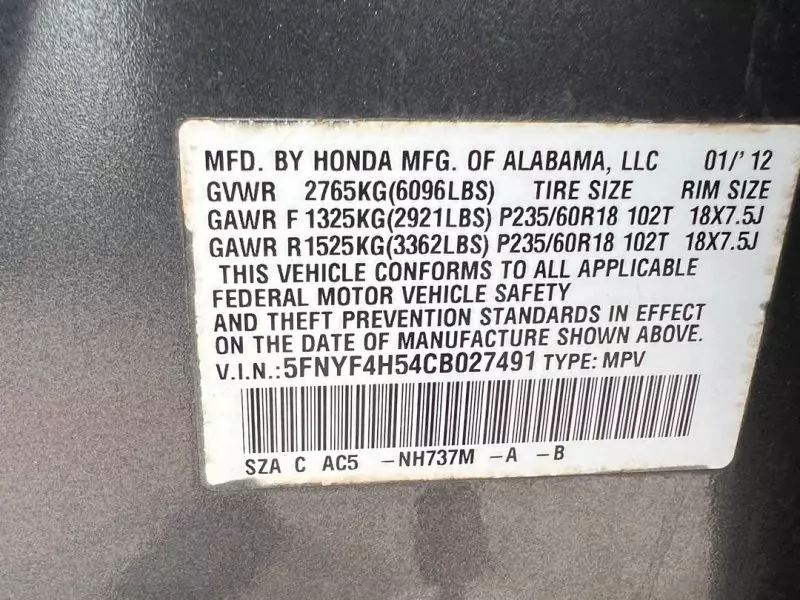 MFD. BY HONDA MFG. OF ALABAMA, LLC 01/'12
GVWR 2765KG(6096LBS) TIRE SIZE RIM SIZE
GAWR F 1325KG(2921LBS) P235/60R18 102T 18X7.5J
GAWR R1525KG(3362LBS) P235/60R18 102T 18X7.5J
THIS VEHICLE CONFORMS TO ALL APPLICABLE
FEDERAL MOTOR VEHICLE SAFETY
AND THEFT PREVENTION STANDARDS IN EFFECT
ON THE DATE OF MANUFACTURE SHOWN ABOVE.
V.I.N.:5FNYF4H54CB027491 TYPE: MPV
SZA C AC5 -NH737M -A -B